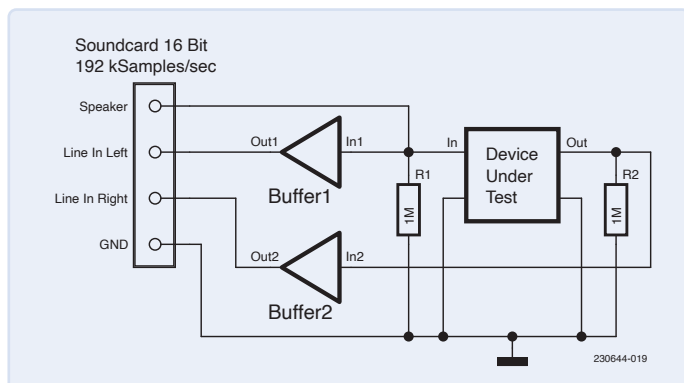 Soundcard 16 Bit
192 kSamples/sec
Speaker
Line In Left
Line In Right
GND
Out1
In1
Buffer1
Out2
In2
Buffer2
R1
1M
In
Device
Under
Test
Out
R2
1M
230644-019